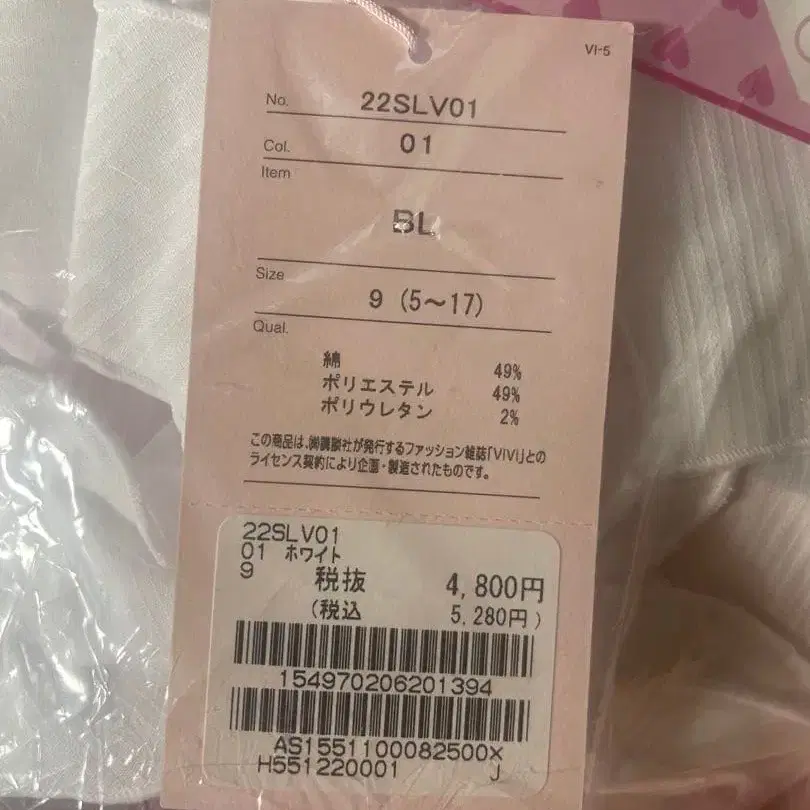 VI-5
No. 22SLV01
Col. 01
Item
BL
Size
9 (5～17)
Qual.
綿 49%
ポリエステル 49%
ポリウレタン 2%
この商品は、㈱講談社が発行するファッション雑誌「ViVi」との
ライセンス契約により企画・製造されたものです。
22SLV01
01 ホワイト
9 税抜 4,800円
(税込 5,280円)
154970206201394
AS1551100082500X
H551220001 J